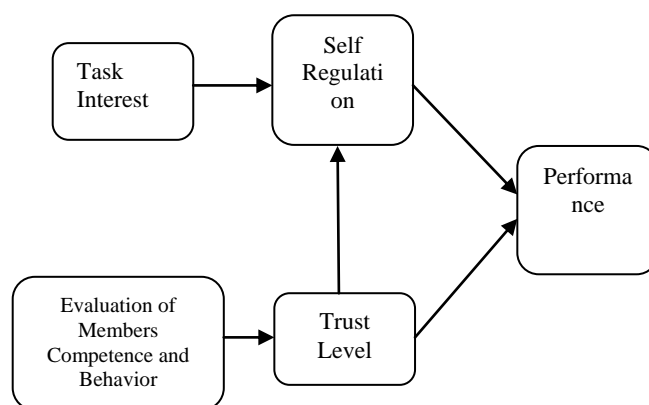 Task
Interest
Self
Regulati
on
Performa
nce
Evaluation of
Members
Competence and
Behavior
Trust
Level